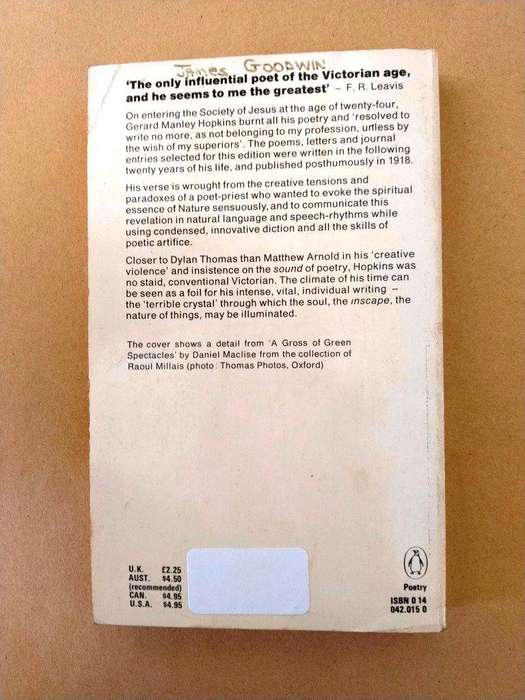 James GOODWIN
'The only influential poet of the Victorian age,
and he seems to me the greatest' – F. R. Leavis
On entering the Society of Jesus at the age of twenty-four,
Gerard Manley Hopkins burnt all his poetry and 'resolved to
write no more, as not belonging to my profession, unless by
the wish of my superiors'. The poems, letters and journal
entries selected for this edition were written in the following
twenty years of his life, and published posthumously in 1918.
His verse is wrought from the creative tensions and
paradoxes of a poet-priest who wanted to evoke the spiritual
essence of Nature sensuously, and to communicate this
revelation in natural language and speech-rhythms while
using condensed, innovative diction and all the skills of
poetic artifice.
Closer to Dylan Thomas than Matthew Arnold in his 'creative
violence' and insistence on the sound of poetry, Hopkins was
no staid, conventional Victorian. The climate of his time can
be seen as a foil for his intense, vital, individual writing –
the 'terrible crystal' through which the soul, the inscape, the
nature of things, may be illuminated.
The cover shows a detail from 'A Gross of Green
Spectacles' by Daniel Maclise from the collection of
Raoul Millais (photo: Thomas Photos, Oxford)
U.K. £2.25
AUST. $4.50
(recommended)
CAN. $4.95
U.S.A. $4.95
Poetry
ISBN 0 14
042.015 0